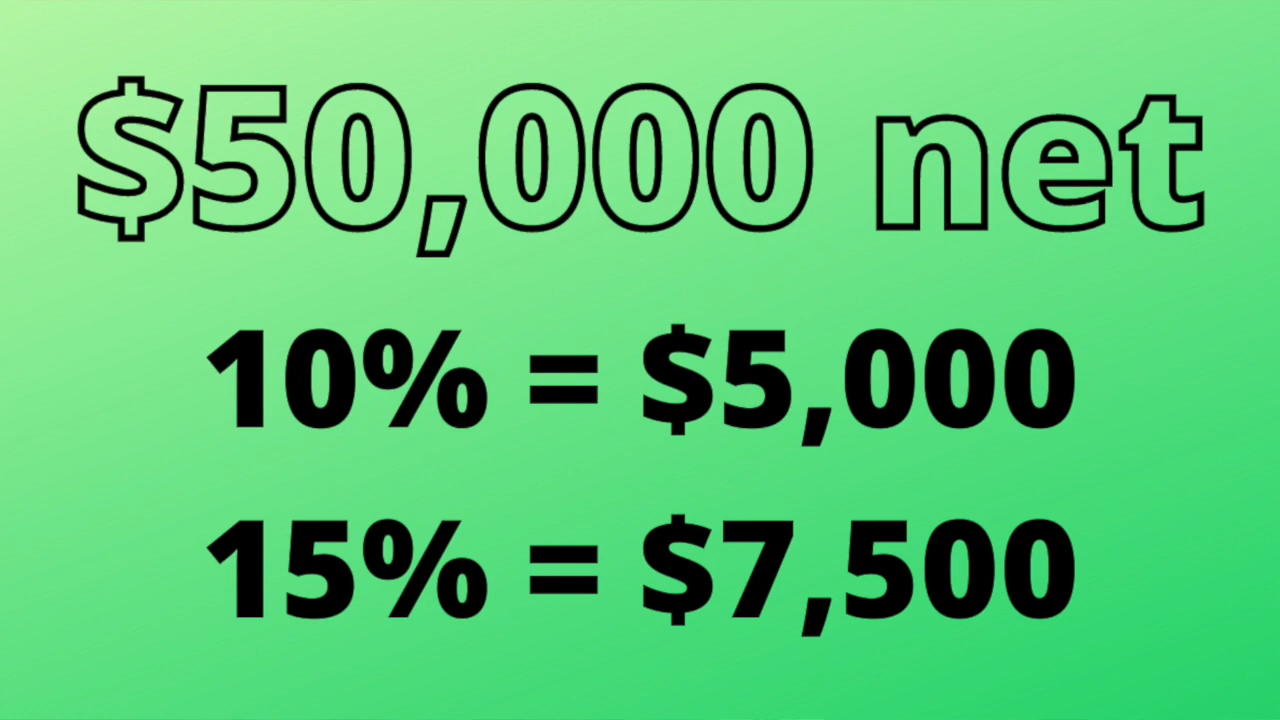 $50,000 net
10% = $5,000
15% = $7,500